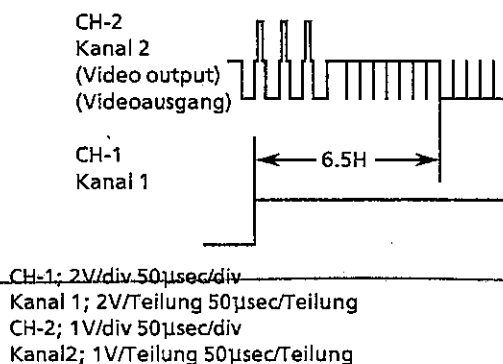 CH-2
Kanal 2
(Video output)
(Videoausgang)
CH-1
Kanal 1
6.5H
CH-1; 2V/div 50μsec/div
Kanal 1; 2V/Teilung 50μsec/Teilung
CH-2; 1V/div 50μsec/div
Kanal2; 1V/Teilung 50μsec/Teilung